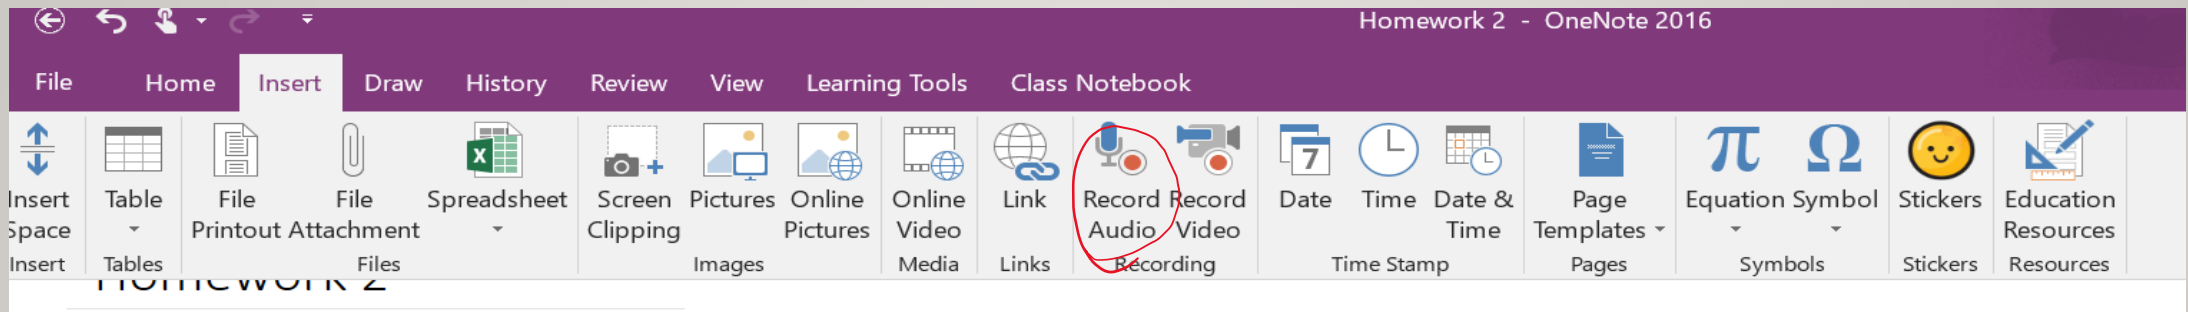 Homework 2 - OneNote 2016
File Home Insert Draw History Review View Learning Tools Class Notebook
Insert Table File File Spreadsheet Screen Pictures Online Online Link Record Record Date Time Date & Page Equation Symbol Stickers Education
Space Printout Attachment Clipping Pictures Video Audio Video Time Templates Resources
Insert Tables Files Images Media Links Recording Time Stamp Pages Symbols Stickers Resources
Homework 2